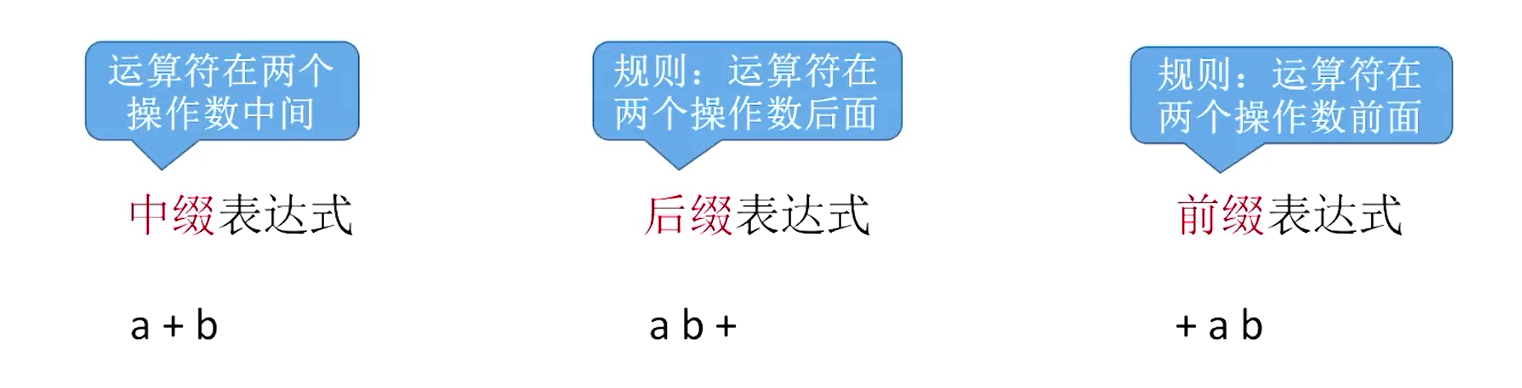 运算符在两个
操作数中间
规则：运算符在
两个操作数后面
规则：运算符在
两个操作数前面
中缀表达式
后缀表达式
前缀表达式
a + b
a b +
+ a b